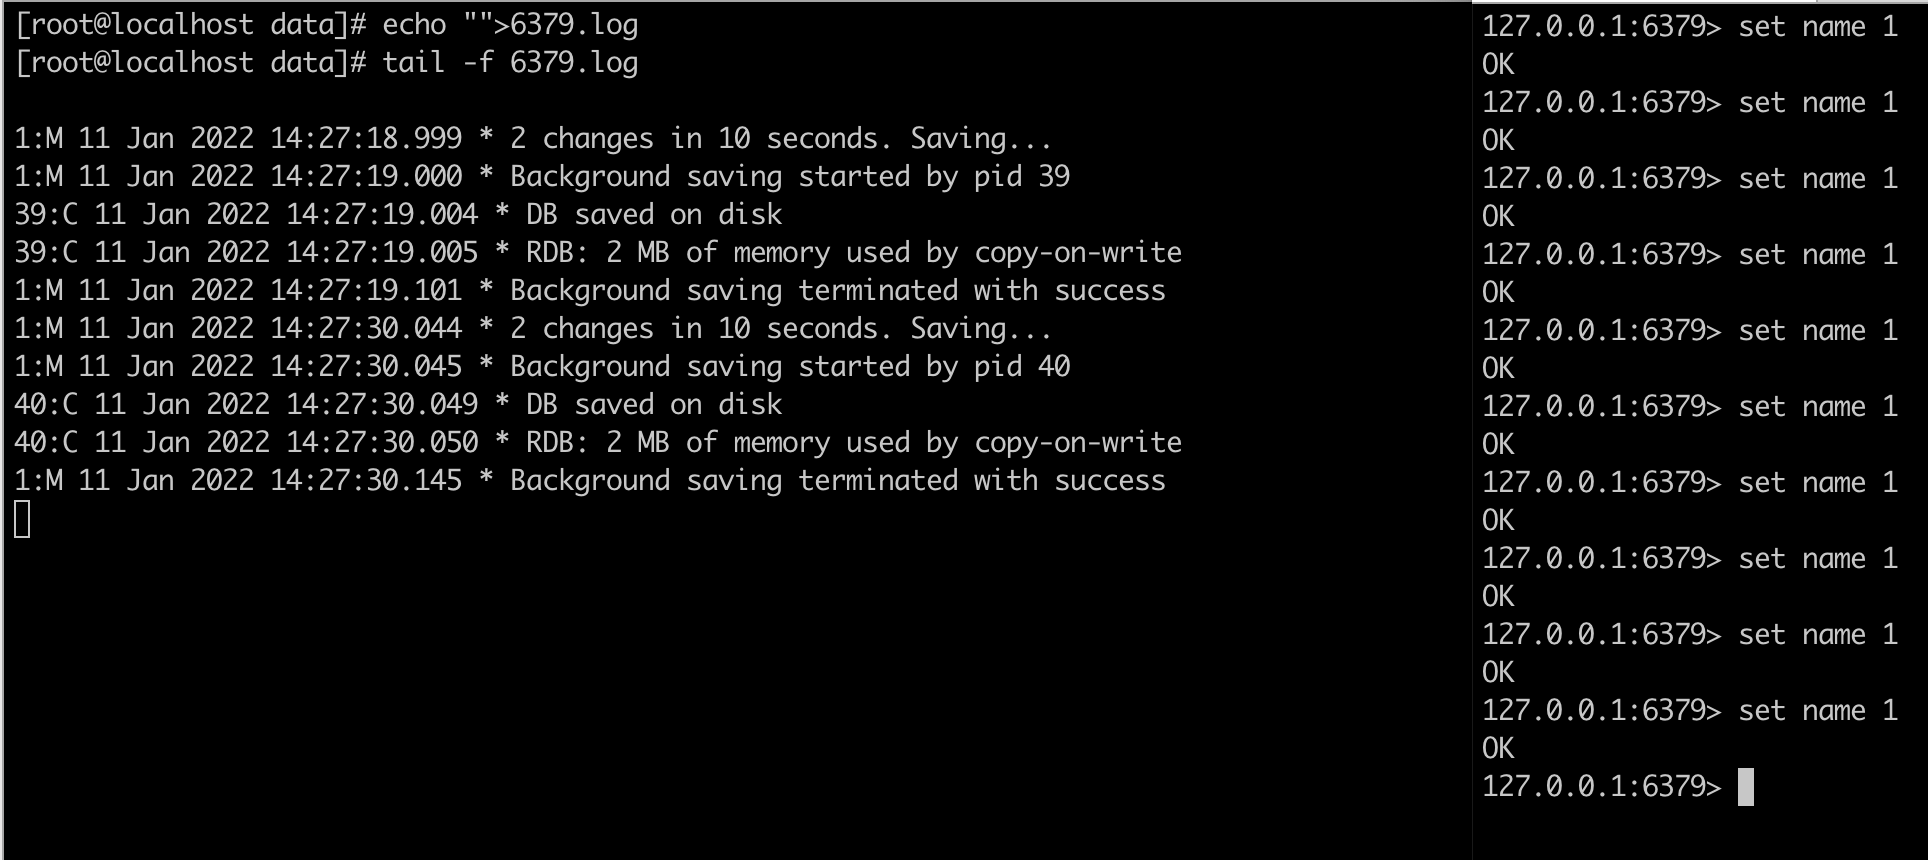 [root@localhost data]# echo "">6379.log
[root@localhost data]# tail -f 6379.log
1:M 11 Jan 2022 14:27:18.999 * 2 changes in 10 seconds. Saving...
1:M 11 Jan 2022 14:27:19.000 * Background saving started by pid 39
39:C 11 Jan 2022 14:27:19.004 * DB saved on disk
39:C 11 Jan 2022 14:27:19.005 * RDB: 2 MB of memory used by copy-on-write
1:M 11 Jan 2022 14:27:19.101 * Background saving terminated with success
1:M 11 Jan 2022 14:27:30.044 * 2 changes in 10 seconds. Saving...
1:M 11 Jan 2022 14:27:30.045 * Background saving started by pid 40
40:C 11 Jan 2022 14:27:30.049 * DB saved on disk
40:C 11 Jan 2022 14:27:30.050 * RDB: 2 MB of memory used by copy-on-write
1:M 11 Jan 2022 14:27:30.145 * Background saving terminated with success
127.0.0.1:6379> set name 1
OK
127.0.0.1:6379> set name 1
OK
127.0.0.1:6379> set name 1
OK
127.0.0.1:6379> set name 1
OK
127.0.0.1:6379> set name 1
OK
127.0.0.1:6379> set name 1
OK
127.0.0.1:6379> set name 1
OK
127.0.0.1:6379> set name 1
OK
127.0.0.1:6379> set name 1
OK
127.0.0.1:6379> set name 1
OK
127.0.0.1:6379>